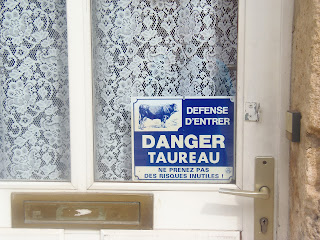 DEFENSE
D'ENTRER
DANGER
TAUREAU
NE PRENEZ PAS
DES RISQUES INUTILES !